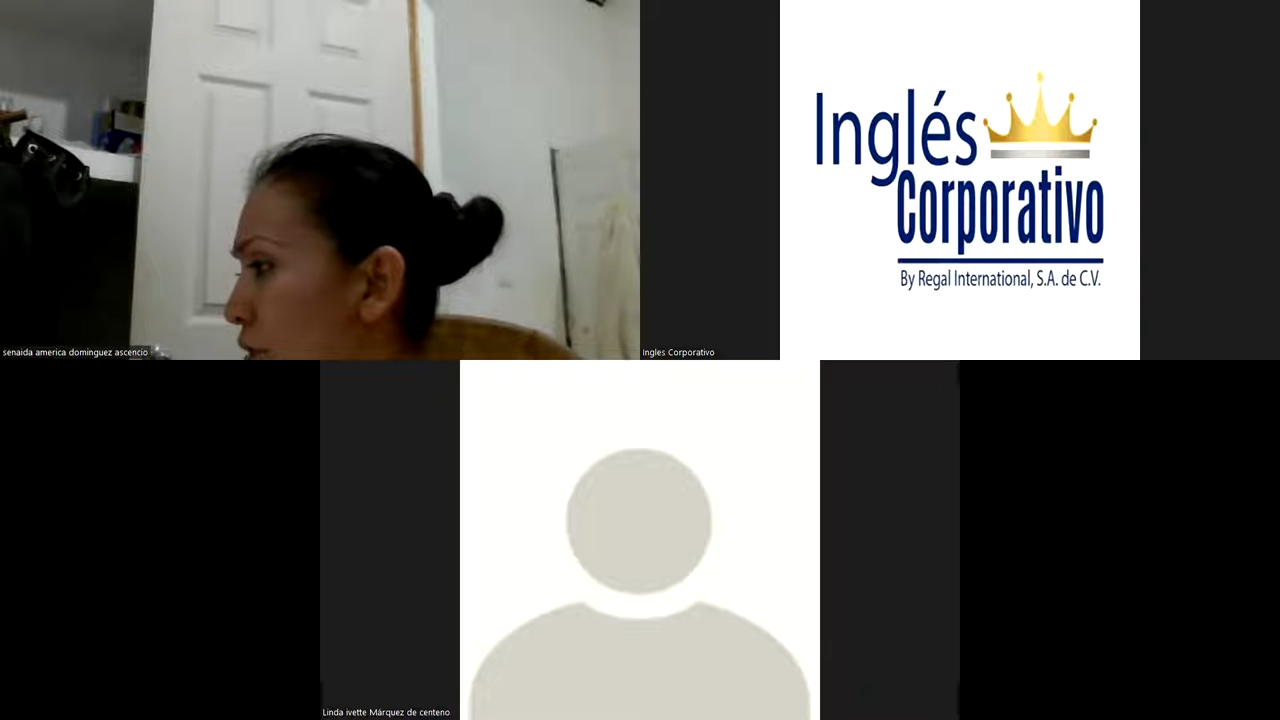 Inglés
Corporativo
By Regal International, S.A. de C.V.
senaida america dominguez ascencio
Ingles Corporativo
Linda ivette Márquez de centeno